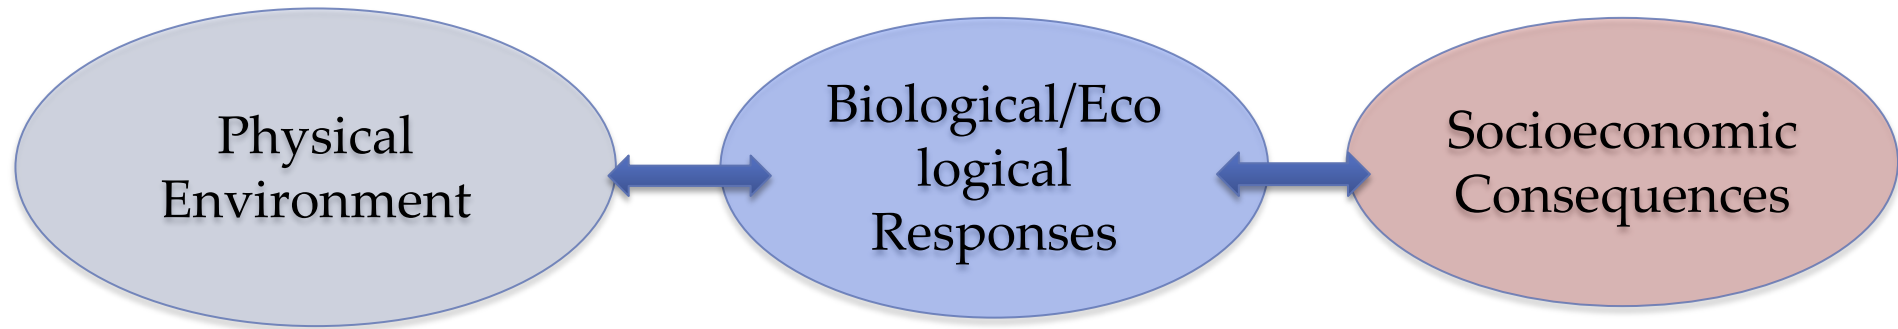 Physical
Environment
Biological/Eco
logical
Responses
Socioeconomic
Consequences